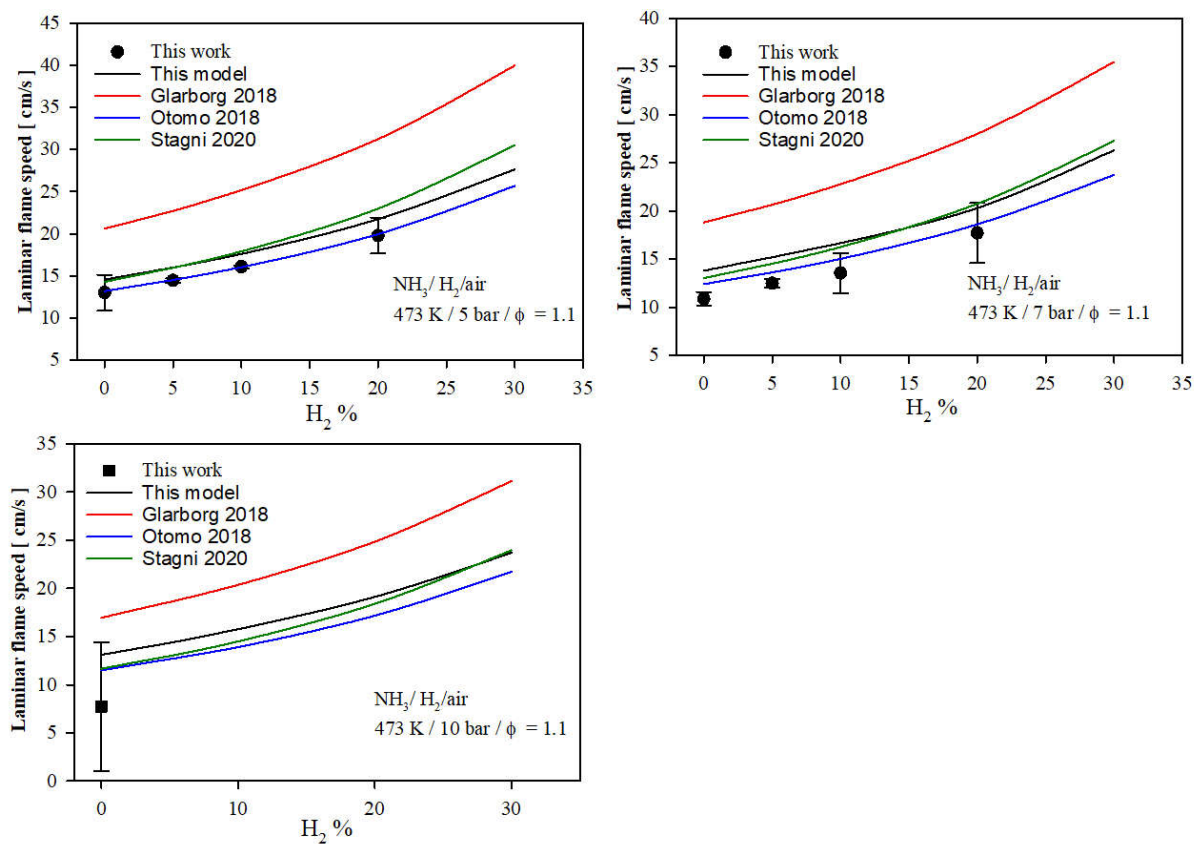 Laminar flame speed [ cm/s ]
45
40
35
30
25
20
15
10
5
This work
This model
Glarborg 2018
Otomo 2018
Stagni 2020
NH3/ H2/air
473 K / 5 bar / ϕ = 1.1
0 5 10 15 20 25 30 35
H2 %
Laminar flame speed [ cm/s ]
40
35
30
25
20
15
10
5
This work
This model
Glarborg 2018
Otomo 2018
Stagni 2020
NH3/ H2/air
473 K / 7 bar / ϕ = 1.1
0 5 10 15 20 25 30 35
H2 %
Laminar flame speed [ cm/s ]
35
30
25
20
15
10
5
0
This work
This model
Glarborg 2018
Otomo 2018
Stagni 2020
NH3/ H2/air
473 K / 10 bar / ϕ = 1.1
0 10 20 30
H2 %